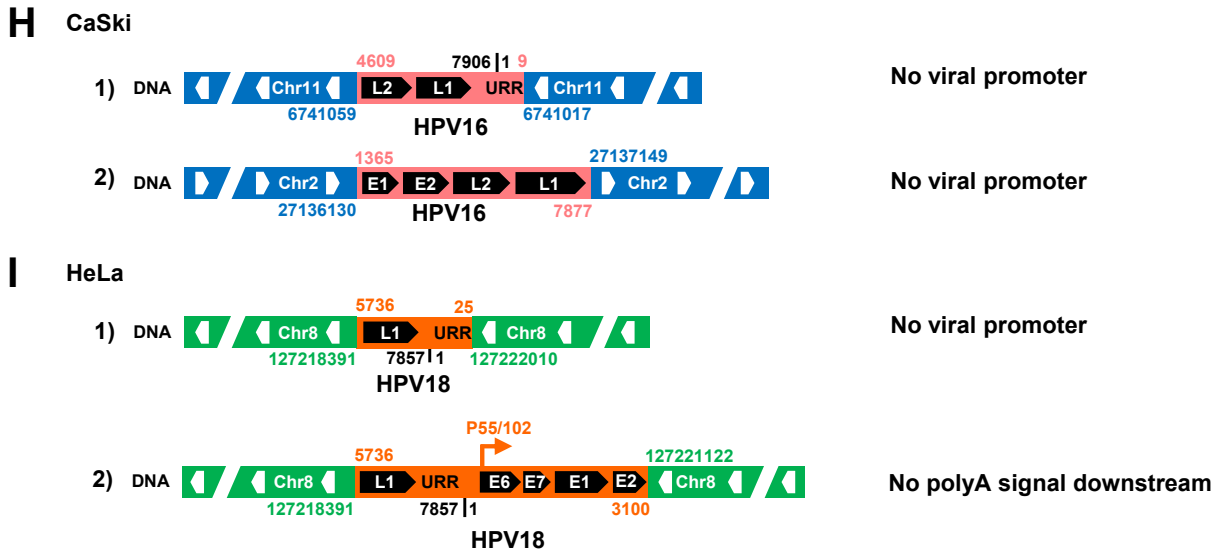 H CaSki
4609 7906 1 9
1) DNA Chr11 L2 L1 URR Chr11 No viral promoter
6741059 HPV16 6741017
1365 27137149
2) DNA Chr2 E1 E2 L2 L1 Chr2 No viral promoter
27136130 HPV16 7877
I HeLa
5736 25
1) DNA Chr8 L1 URR Chr8 No viral promoter
127218391 7857 1 127222010
HPV18
P55/102
5736 127221122
2) DNA Chr8 L1 URR E6 E7 E1 E2 Chr8 No polyA signal downstream
127218391 7857 1 3100
HPV18